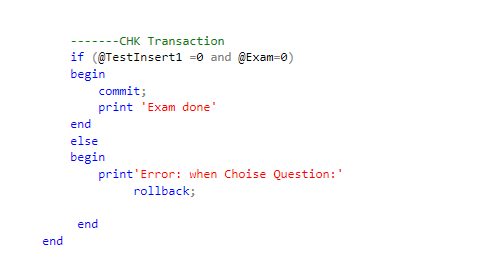 -------CHK Transaction
if (@TestInsert1 =0 and @Exam=0)
begin
commit;
print 'Exam done'
end
else
begin
print'Error: when Choise Question:'
rollback;
end
end